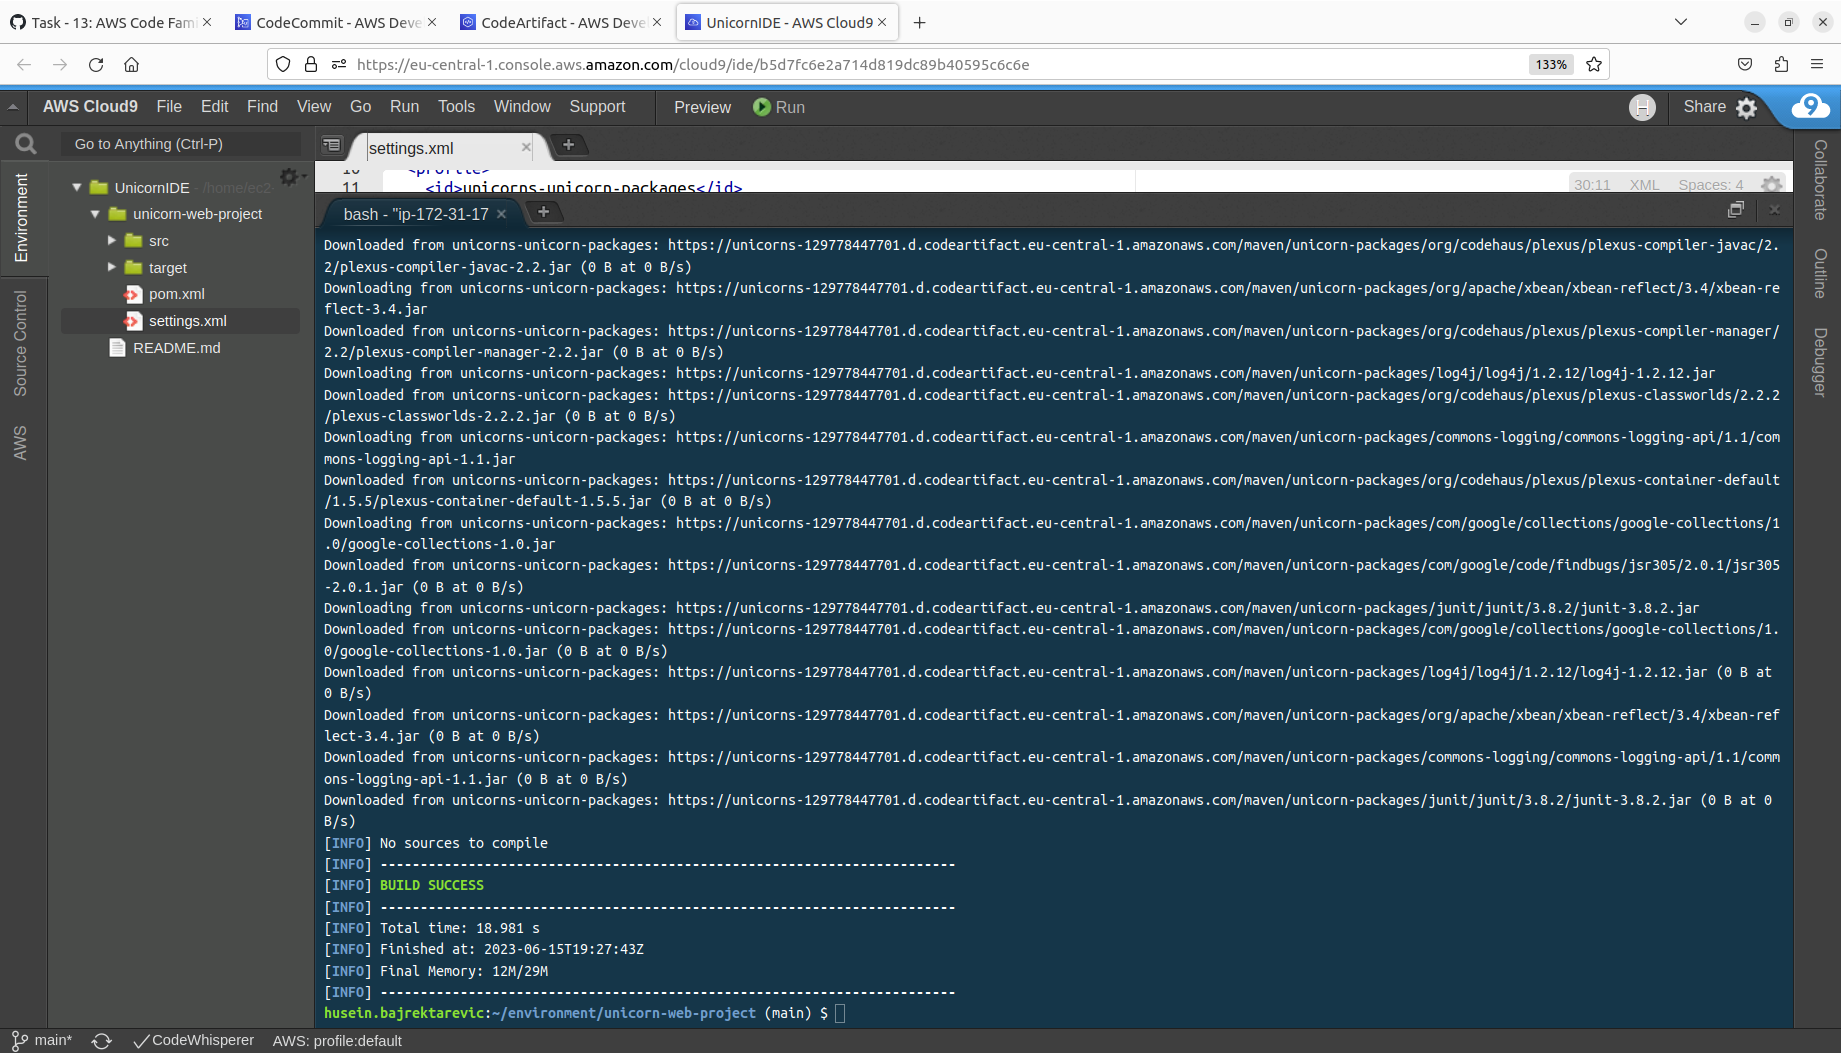 Task - 13: AWS Code Fam
CodeCommit - AWS Deve
CodeArtifact - AWS Devel
UnicornIDE - AWS Cloud9
https://eu-central-1.console.aws.amazon.com/cloud9/ide/b5d7fc6e2a714d819dc89b40595c6c6e
133%
AWS Cloud9 File Edit Find View Go Run Tools Window Support Preview Run
H Share 9
Go to Anything (Ctrl-P)
settings.xml
Environment
Source Control
AWS
UnicornIDE - /home/ec2-
unicorn-web-project
src
target
pom.xml
settings.xml
README.md
10 <profile>
11 <id>unicorns-unicorn-packages</id>
30:11 XML Spaces: 4
Collaborate
Outline
Debugger
bash - "ip-172-31-17
Downloaded from unicorns-unicorn-packages: https://unicorns-129778447701.d.codeartifact.eu-central-1.amazonaws.com/maven/unicorn-packages/org/codehaus/plexus/plexus-compiler-javac/2.
2/plexus-compiler-javac-2.2.jar (0 B at 0 B/s)
Downloading from unicorns-unicorn-packages: https://unicorns-129778447701.d.codeartifact.eu-central-1.amazonaws.com/maven/unicorn-packages/org/apache/xbean/xbean-reflect/3.4/xbean-re
flect-3.4.jar
Downloaded from unicorns-unicorn-packages: https://unicorns-129778447701.d.codeartifact.eu-central-1.amazonaws.com/maven/unicorn-packages/org/codehaus/plexus/plexus-compiler-manager/
2.2/plexus-compiler-manager-2.2.jar (0 B at 0 B/s)
Downloading from unicorns-unicorn-packages: https://unicorns-129778447701.d.codeartifact.eu-central-1.amazonaws.com/maven/unicorn-packages/log4j/log4j/1.2.12/log4j-1.2.12.jar
Downloaded from unicorns-unicorn-packages: https://unicorns-129778447701.d.codeartifact.eu-central-1.amazonaws.com/maven/unicorn-packages/org/codehaus/plexus/plexus-classworlds/2.2.2
/plexus-classworlds-2.2.2.jar (0 B at 0 B/s)
Downloading from unicorns-unicorn-packages: https://unicorns-129778447701.d.codeartifact.eu-central-1.amazonaws.com/maven/unicorn-packages/commons-logging/commons-logging-api/1.1/com
mons-logging-api-1.1.jar
Downloaded from unicorns-unicorn-packages: https://unicorns-129778447701.d.codeartifact.eu-central-1.amazonaws.com/maven/unicorn-packages/org/codehaus/plexus/plexus-container-default
/1.5.5/plexus-container-default-1.5.5.jar (0 B at 0 B/s)
Downloading from unicorns-unicorn-packages: https://unicorns-129778447701.d.codeartifact.eu-central-1.amazonaws.com/maven/unicorn-packages/com/google/collections/google-collections/1
.0/google-collections-1.0.jar
Downloaded from unicorns-unicorn-packages: https://unicorns-129778447701.d.codeartifact.eu-central-1.amazonaws.com/maven/unicorn-packages/com/google/code/findbugs/jsr305/2.0.1/jsr305
-2.0.1.jar (0 B at 0 B/s)
Downloading from unicorns-unicorn-packages: https://unicorns-129778447701.d.codeartifact.eu-central-1.amazonaws.com/maven/unicorn-packages/junit/junit/3.8.2/junit-3.8.2.jar
Downloaded from unicorns-unicorn-packages: https://unicorns-129778447701.d.codeartifact.eu-central-1.amazonaws.com/maven/unicorn-packages/com/google/collections/google-collections/1.
0/google-collections-1.0.jar (0 B at 0 B/s)
Downloaded from unicorns-unicorn-packages: https://unicorns-129778447701.d.codeartifact.eu-central-1.amazonaws.com/maven/unicorn-packages/log4j/log4j/1.2.12/log4j-1.2.12.jar (0 B at
0 B/s)
Downloaded from unicorns-unicorn-packages: https://unicorns-129778447701.d.codeartifact.eu-central-1.amazonaws.com/maven/unicorn-packages/org/apache/xbean/xbean-reflect/3.4/xbean-ref
lect-3.4.jar (0 B at 0 B/s)
Downloaded from unicorns-unicorn-packages: https://unicorns-129778447701.d.codeartifact.eu-central-1.amazonaws.com/maven/unicorn-packages/commons-logging/commons-logging-api/1.1/comm
ons-logging-api-1.1.jar (0 B at 0 B/s)
Downloaded from unicorns-unicorn-packages: https://unicorns-129778447701.d.codeartifact.eu-central-1.amazonaws.com/maven/unicorn-packages/junit/junit/3.8.2/junit-3.8.2.jar (0 B at 0
B/s)
[INFO] No sources to compile
[INFO] ------------------------------------------------------------------------
[INFO] BUILD SUCCESS
[INFO] ------------------------------------------------------------------------
[INFO] Total time: 18.981 s
[INFO] Finished at: 2023-06-15T19:27:43Z
[INFO] Final Memory: 12M/29M
[INFO] ------------------------------------------------------------------------
husein.bajrektarevic:~/environment/unicorn-web-project (main) $
main* CodeWhisperer AWS: profile:default